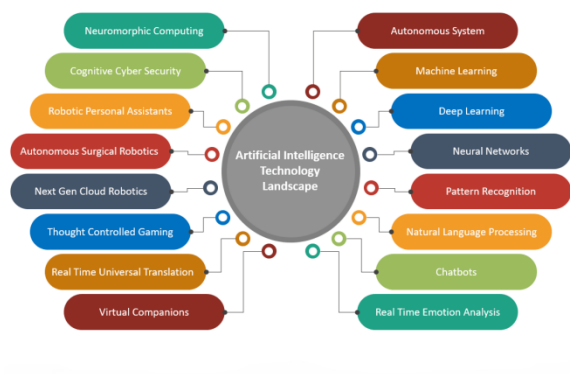 Neuromorphic Computing
Cognitive Cyber Security
Robotic Personal Assistants
Autonomous Surgical Robotics
Next Gen Cloud Robotics
Thought Controlled Gaming
Real Time Universal Translation
Virtual Companions
Artificial Intelligence
Technology
Landscape
Autonomous System
Machine Learning
Deep Learning
Neural Networks
Pattern Recognition
Natural Language Processing
Chatbots
Real Time Emotion Analysis